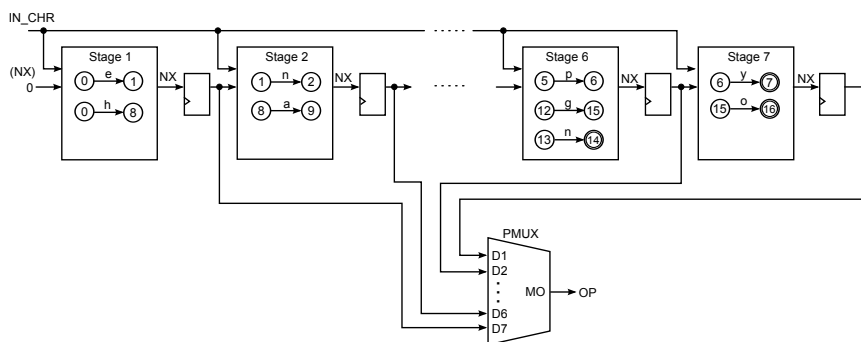 IN_CHR
(NX)
0
Stage 1
0 e 1
0 h 8
NX
Stage 2
1 n 2
8 a 9
NX
Stage 6
5 p 6
12 g 15
13 n 14
NX
Stage 7
6 y 7
15 o 16
NX
PMUX
D1
D2
D6
D7
MO
OP